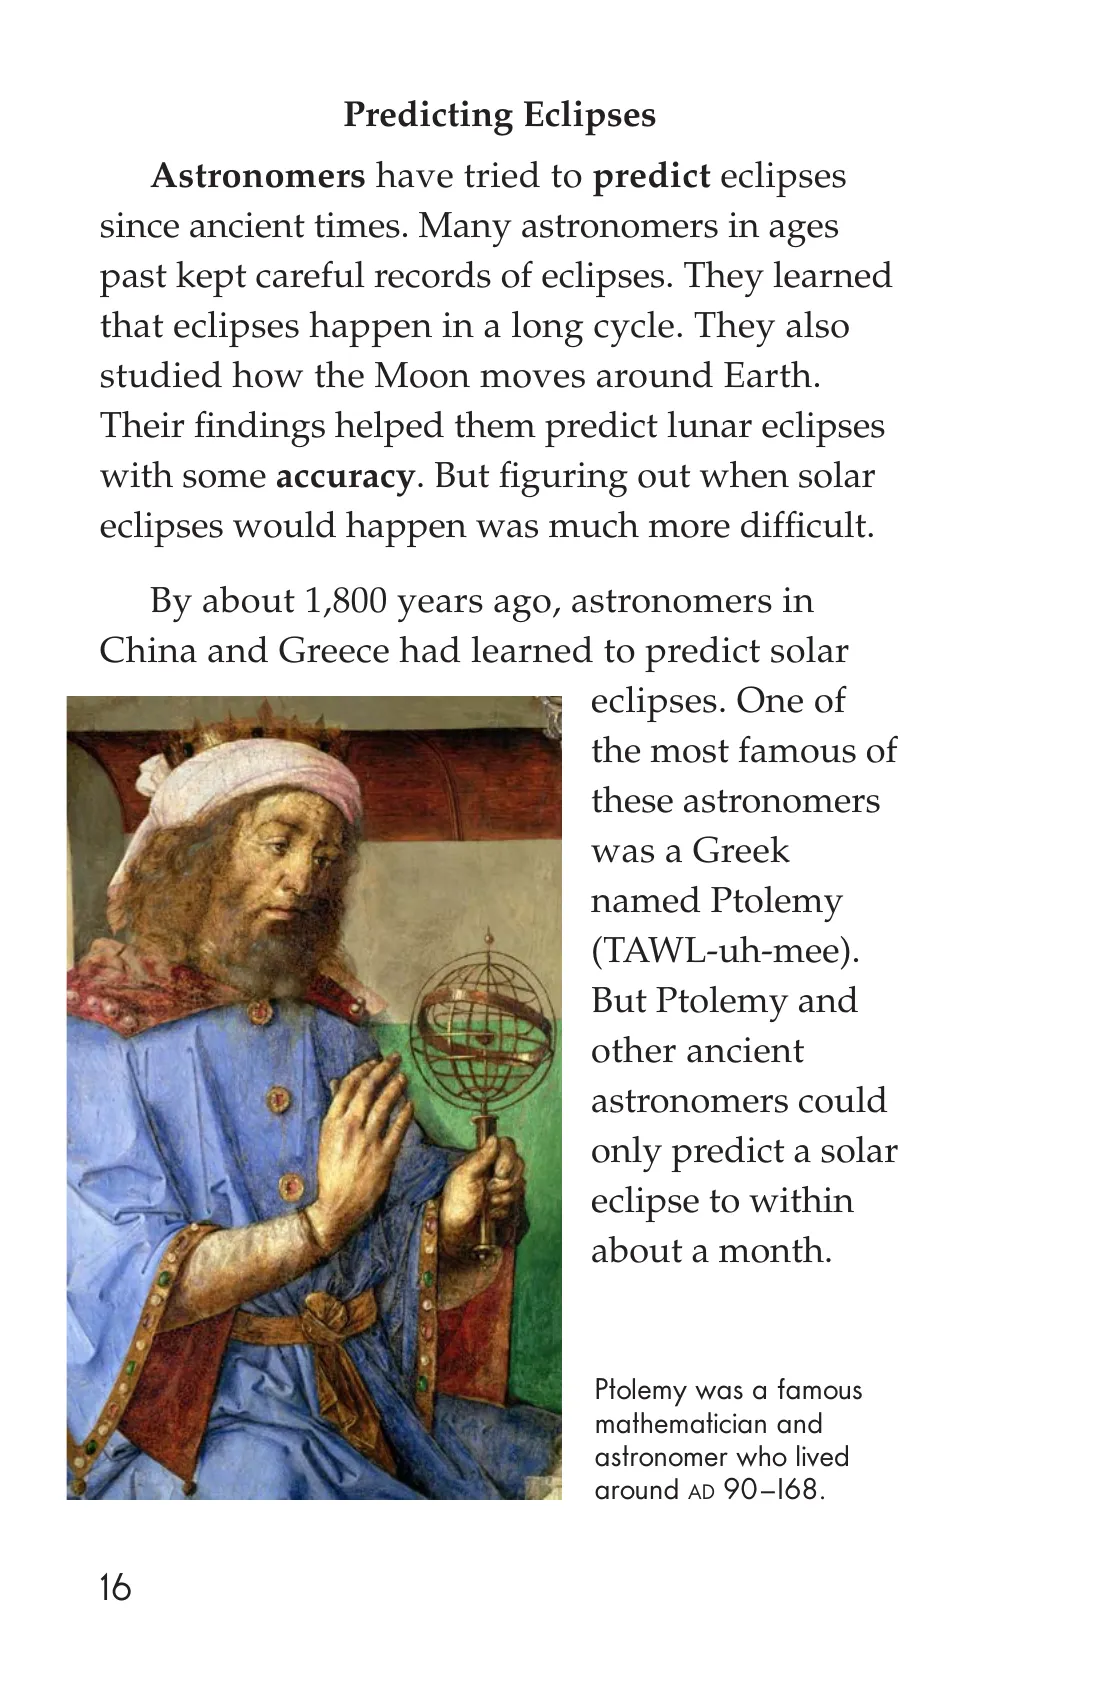 Predicting Eclipses
Astronomers have tried to predict eclipses
since ancient times. Many astronomers in ages
past kept careful records of eclipses. They learned
that eclipses happen in a long cycle. They also
studied how the Moon moves around Earth.
Their findings helped them predict lunar eclipses
with some accuracy. But figuring out when solar
eclipses would happen was much more difficult.
By about 1,800 years ago, astronomers in
China and Greece had learned to predict solar
eclipses. One of
the most famous of
these astronomers
was a Greek
named Ptolemy
(TAWL-uh-mee).
But Ptolemy and
other ancient
astronomers could
only predict a solar
eclipse to within
about a month.
Ptolemy was a famous
mathematician and
astronomer who lived
around AD 90–168.
16